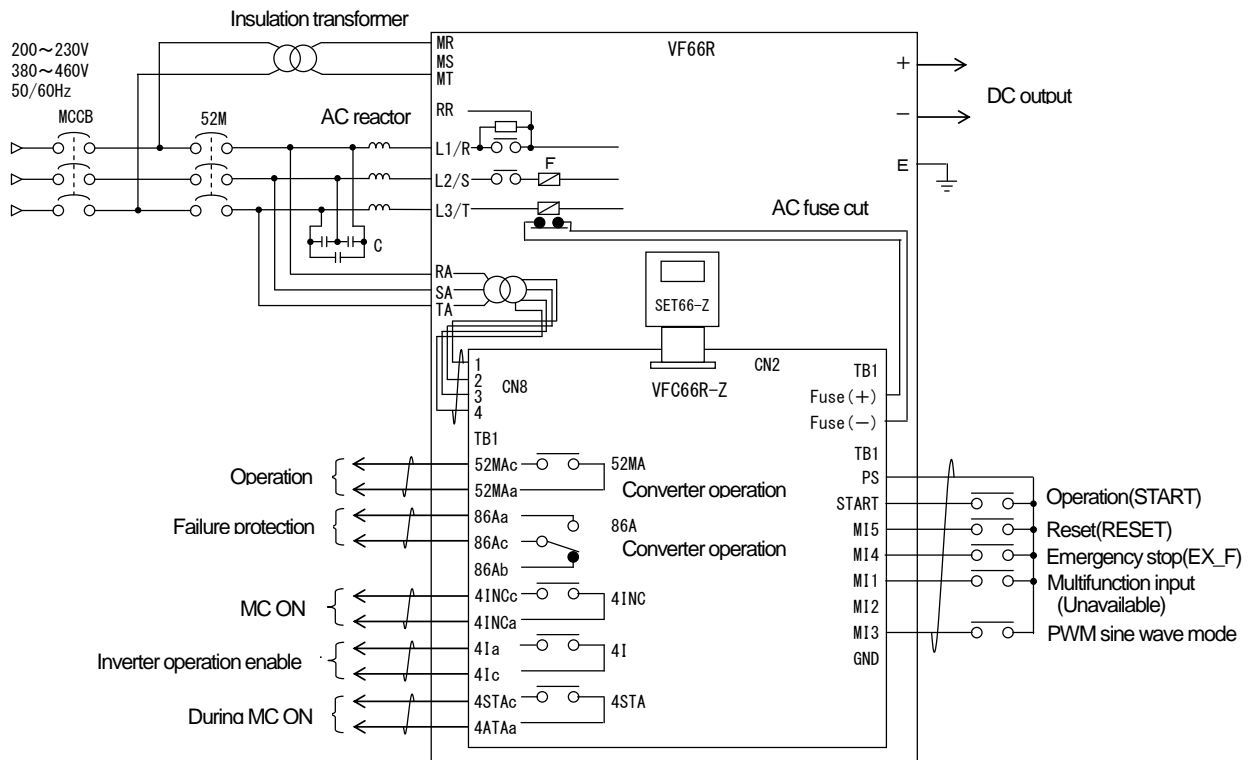 Insulation transformer
200～230V
380～460V
50/60Hz
MCCB
52M
AC reactor
C
MR
MS
MT
VF66R
RR
L1/R
L2/S
F
L3/T
AC fuse cut
+
−
DC output
E
RA
SA
TA
SET66-Z
1
2
3
4
CN8
VFC66R-Z
CN2
TB1
Fuse(+)
Fuse(−)
TB1
52MAc
52MA
52MAa
Operation
Converter operation
86Aa
86A
86Ac
86Ab
Failure protection
Converter operation
4INCc
4INC
4INCa
MC ON
4Ia
4I
4Ic
Inverter operation enable
4STAc
4STA
4ATAa
During MC ON
TB1
PS
START
Operation(START)
MI5
Reset(RESET)
MI4
Emergency stop(EX_F)
MI1
Multifunction input
(Unavailable)
MI2
MI3
PWM sine wave mode
GND